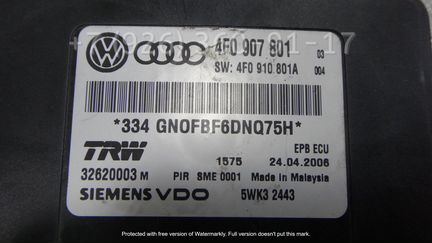 4F0 907 801 03
SW: 4F0 910 801A 004
*334 GNOFBF6DNQ75H*
TRW EPB ECU
1575 24.04.2006
32620003 M PIR SME 0001 Made in Malaysia
SIEMENS VDO 5WK3 2443
Protected with free version of Watermarkly. Full version doesn't put this mark.